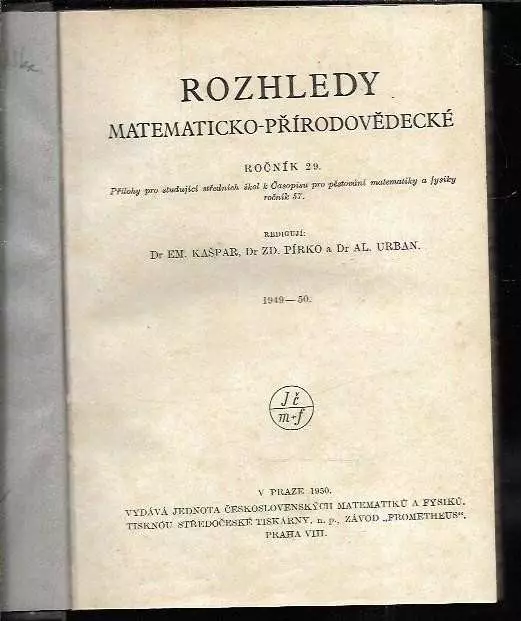 ROZHLEDY
MATEMATICKO-PŘÍRODOVĚDECKÉ
ROČNÍK 29.
Přílohy pro studující středních škol k Časopisu pro pěstování matematiky a fysiky
ročník 57.
REDIGUJÍ:
Dr EM. KAŠPAR, Dr ZD. PÍRKO a Dr AL. URBAN.
1949—50.
J č
m+f
V PRAZE 1950.
VYDÁVÁ JEDNOTA ČESKOSLOVENSKÝCH MATEMATIKŮ A FYSIKŮ.
TISKNOU STŘEDOČESKÉ TISKÁRNY, n. p., ZÁVOD „PROMETHEUS“,
PRAHA VIII.